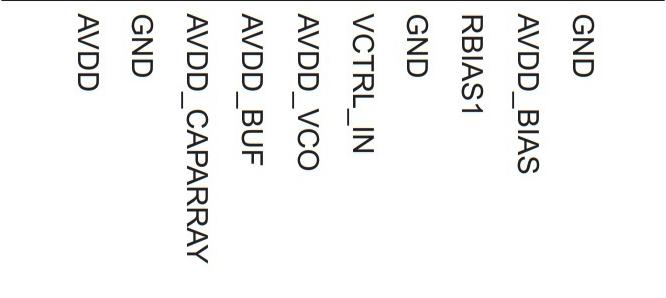 GND
AVDD_BIAS
RBIAS1
GND
VCTRL_IN
AVDD_VCO
AVDD_BUF
AVDD_CAPARRAY
GND
AVDD